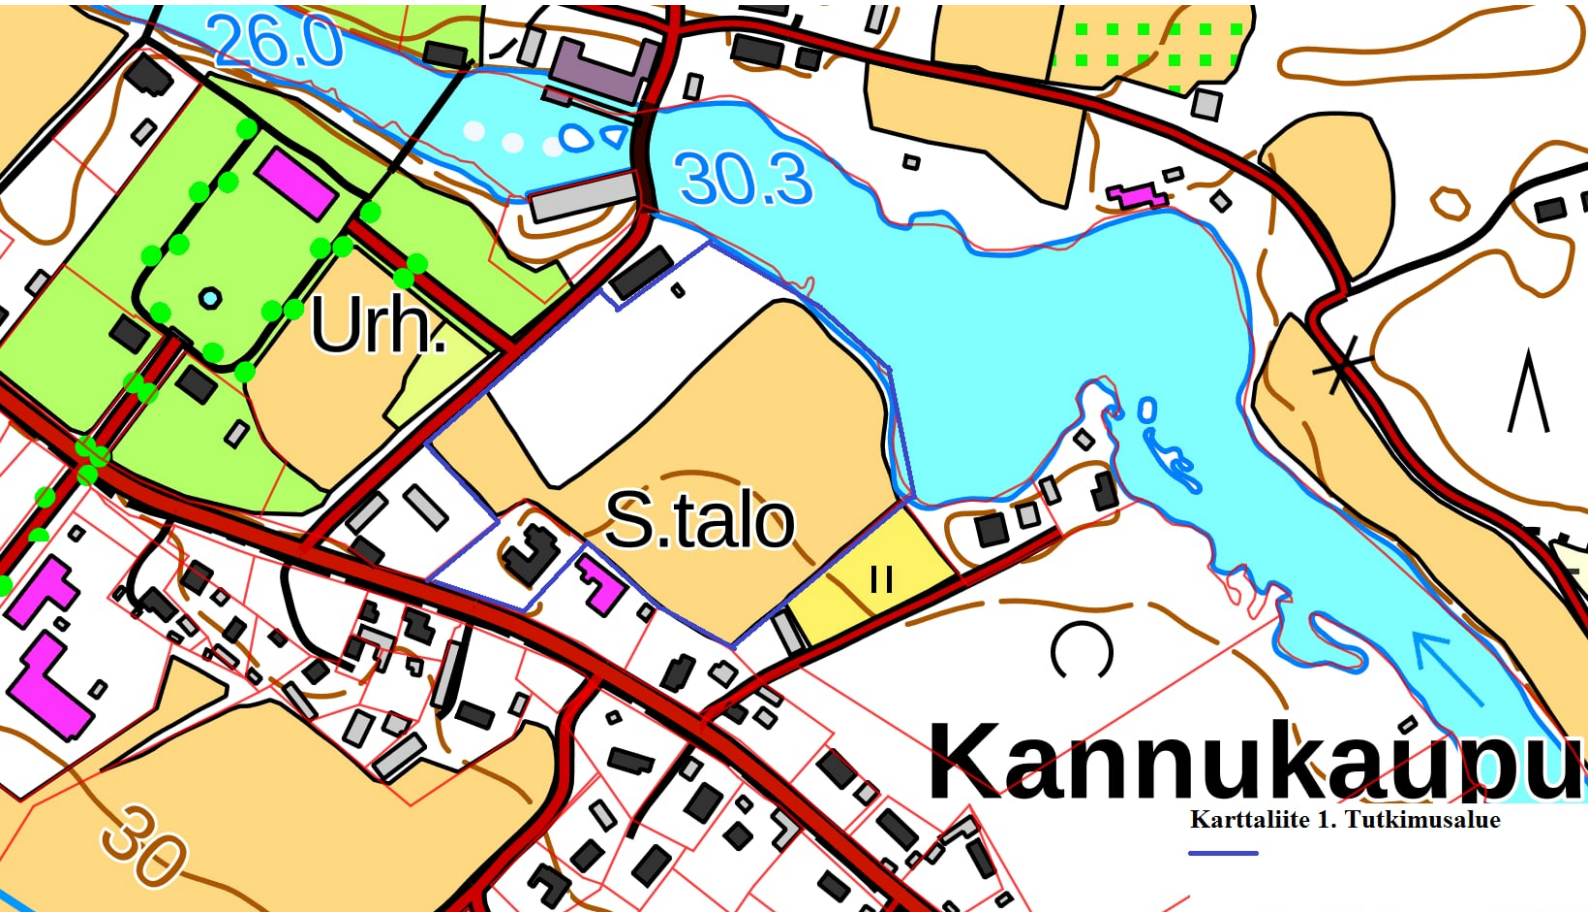 26.0
30.3
Urh.
S.talo
II
Kannukaupu
Karttaliite 1. Tutkimusalue
30